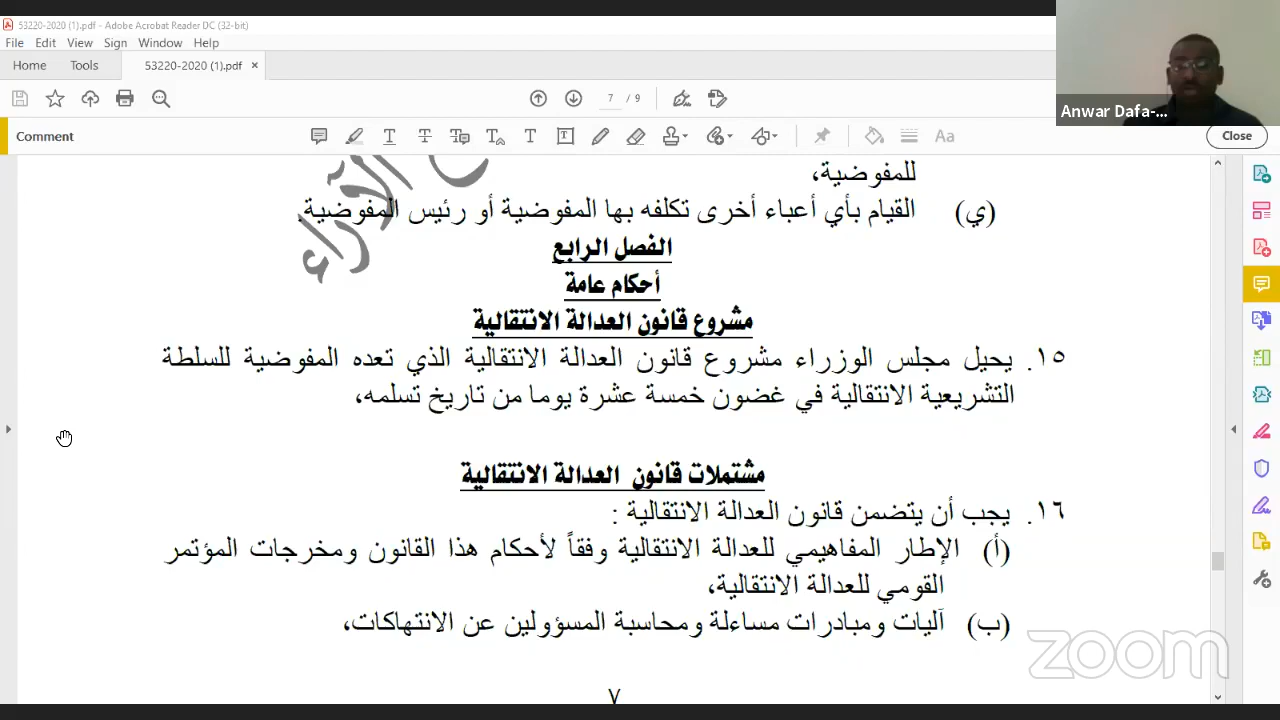 53220-2020 (1).pdf - Adobe Acrobat Reader DC (32-bit)
File Edit View Sign Window Help
Home Tools 53220-2020 (1).pdf ×
7 / 9
Anwar Dafa-...
Comment
Close
للمفوضية،
(ي) القيام بأي أعباء أخرى تكلفه بها المفوضية أو رئيس المفوضية.
الآراء
الفصل الرابع
أحكام عامة
مشروع قانون العدالة الانتقالية
١٥. يحيل مجلس الوزراء مشروع قانون العدالة الانتقالية الذي تعده المفوضية للسلطة
التشريعية الانتقالية في غضون خمسة عشرة يوما من تاريخ تسلمه،
مشتملات قانون العدالة الانتقالية
١٦. يجب أن يتضمن قانون العدالة الانتقالية :
(أ) الإطار المفاهيمي للعدالة الانتقالية وفقاً لأحكام هذا القانون ومخرجات المؤتمر
القومي للعدالة الانتقالية،
(ب) آليات ومبادرات مساءلة ومحاسبة المسؤولين عن الانتهاكات،
zoom
٧